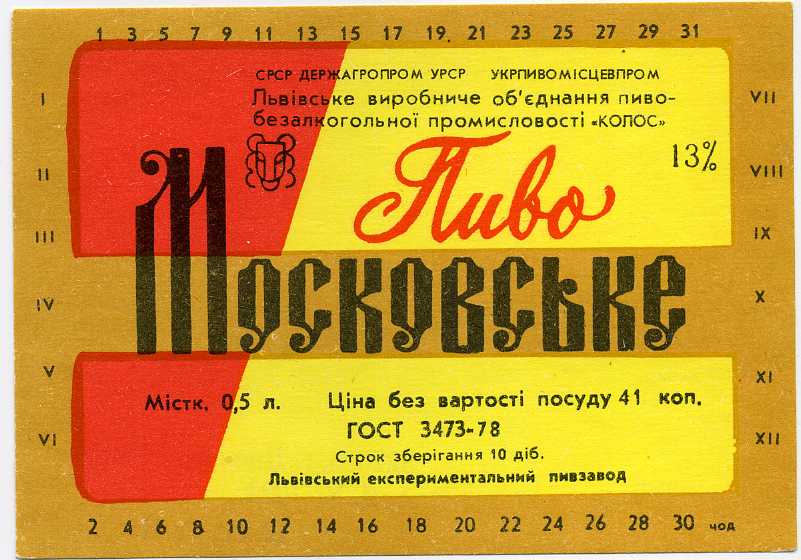 1 3 5 7 9 11 13 15 17 19. 21 23 25 27 29 31
СРСР ДЕРЖАГРОПРОМ УРСР УКРПИВОМІСЦЕВПРОМ
Львівське виробниче об'єднання пиво-
безалкогольної промисловості «КОЛОС»
13%
Пиво
Московське
Містк. 0,5 л. Ціна без вартості посуду 41 коп.
ГОСТ 3473-78
Строк зберігання 10 діб.
Львівський експериментальний пивзавод
I
II
III
IV
V
VI
VII
VIII
IX
X
XI
XII
2 4 6 8 10 12 14 16 18 20 22 24 26 28 30 чод